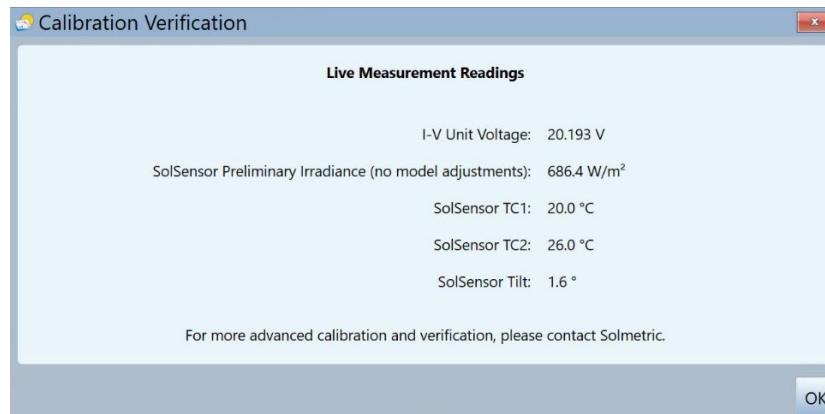 Calibration Verification
x
Live Measurement Readings
I-V Unit Voltage: 20.193 V
SolSensor Preliminary Irradiance (no model adjustments): 686.4 W/m²
SolSensor TC1: 20.0 °C
SolSensor TC2: 26.0 °C
SolSensor Tilt: 1.6 °
For more advanced calibration and verification, please contact Solmetric.
OK